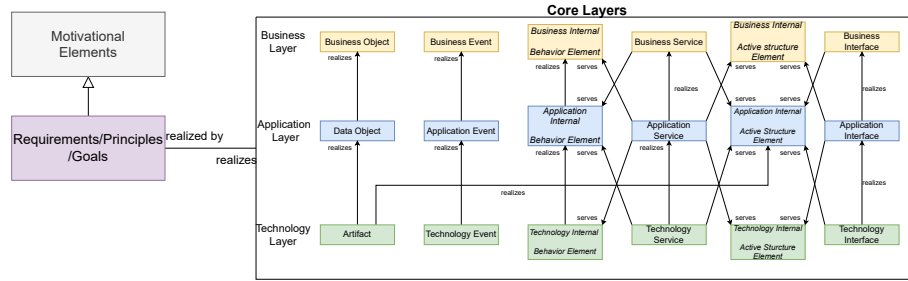 Core Layers
Motivational
Elements
Requirements/Principles
/Goals
realized by
realizes
Business
Layer
Business Object
Business Event
Business Internal
Behavior Element
Business Service
Business Internal
Active structure
Element
Business
Interface
realizes
realizes
realizes
serves
realizes
serves
serves
serves
Application
Layer
Data Object
Application Event
Application
Internal
Behavior Element
Application
Service
Application Internal
Active Structure
Element
Application
Interface
realizes
realizes
realizes
serves
realizes
serves
serves
realizes
realizes
serves
serves
serves
Technology
Layer
Artifact
Technology Event
Technology Internal
Behavior Element
Technology
Service
Technology Internal
Active Sturcture
Element
Technology
Interface